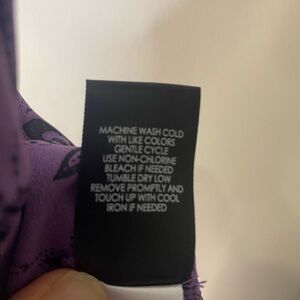 MACHINE WASH COLD
WITH LIKE COLORS
GENTLE CYCLE
USE NON-CHLORINE
BLEACH IF NEEDED
TUMBLE DRY LOW
REMOVE PROMPTLY AND
TOUCH UP WITH COOL
IRON IF NEEDED